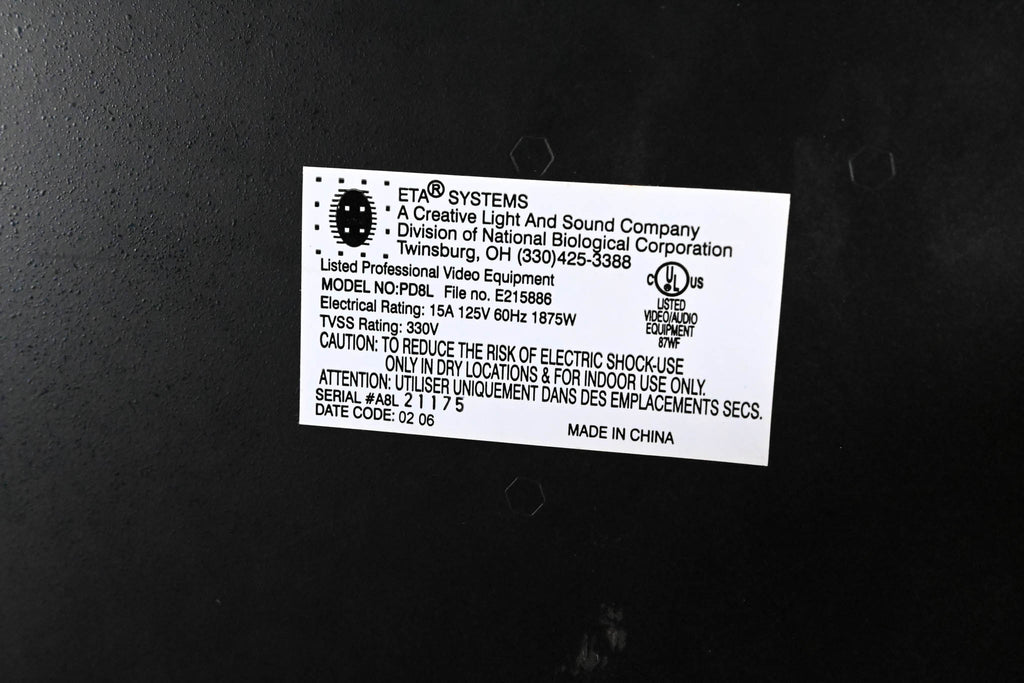 ETA® SYSTEMS
A Creative Light And Sound Company
Division of National Biological Corporation
Twinsburg, OH (330)425-3388
Listed Professional Video Equipment
MODEL NO:PD8L File no. E215886
Electrical Rating: 15A 125V 60Hz 1875W
TVSS Rating: 330V
C UL US
LISTED
VIDEO/AUDIO
EQUIPMENT
87WF
CAUTION: TO REDUCE THE RISK OF ELECTRIC SHOCK-USE
ONLY IN DRY LOCATIONS & FOR INDOOR USE ONLY.
ATTENTION: UTILISER UNIQUEMENT DANS DES EMPLACEMENTS SECS.
SERIAL #A8L 21175
DATE CODE: 02 06
MADE IN CHINA